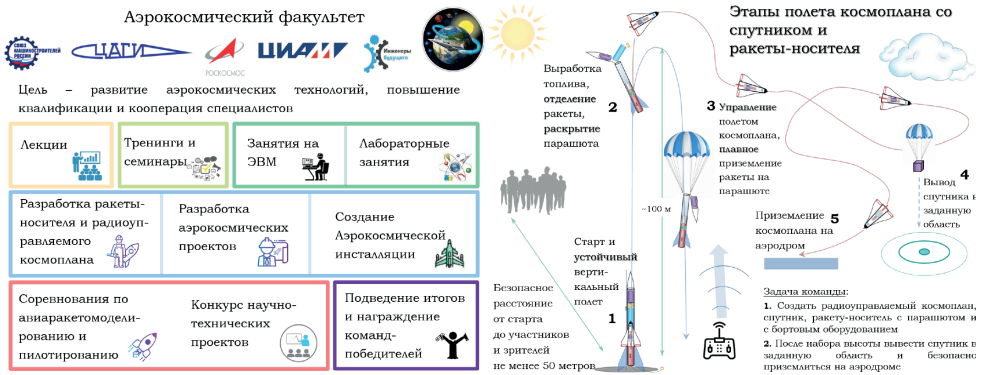 Аэрокосмический факультет
СОЮЗ
МАШИНОСТРОИТЕЛЕЙ
РОССИИ
ЦАГИ
РОСКОСМОС
ЦИАМ
Инженеры
будущего
Цель – развитие аэрокосмических технологий, повышение
квалификации и кооперация специалистов
Лекции
Тренинги и
семинары
Занятия на
ЭВМ
Лабораторные
занятия
Разработка ракеты-
носителя и радиоуп-
равляемого
космоплана
Разработка
аэрокосмических
проектов
Создание
Аэрокосмической
инсталляции
Соревнования по
авиаракетомодели-
рованию и
пилотированию
Конкурс научно-
технических
проектов
Подведение итогов
и награждение
команд-
победителей
Этапы полета космоплана со
спутником и
ракеты-носителя
Выработка
топлива,
отделение
ракеты,
раскрытие
парашюта
2
3 Управление
полетом
космоплана,
плавное
приземление
ракеты на
парашюте
4
Вывод
спутника в
заданную
область
~100 м
Приземление 5
космоплана на
аэродром
Старт и
устойчивый
верти-
кальный
полет
1
Безопасное
расстояние
от старта
до участников
и зрителей
не менее 50 метров
Задача команды:
1. Создать радиоуправляемый космоплан,
спутник, ракету-носитель с парашютом и
с бортовым оборудованием
2. После набора высоты вывести спутник в
заданную область и безопасно
приземлиться на аэродроме